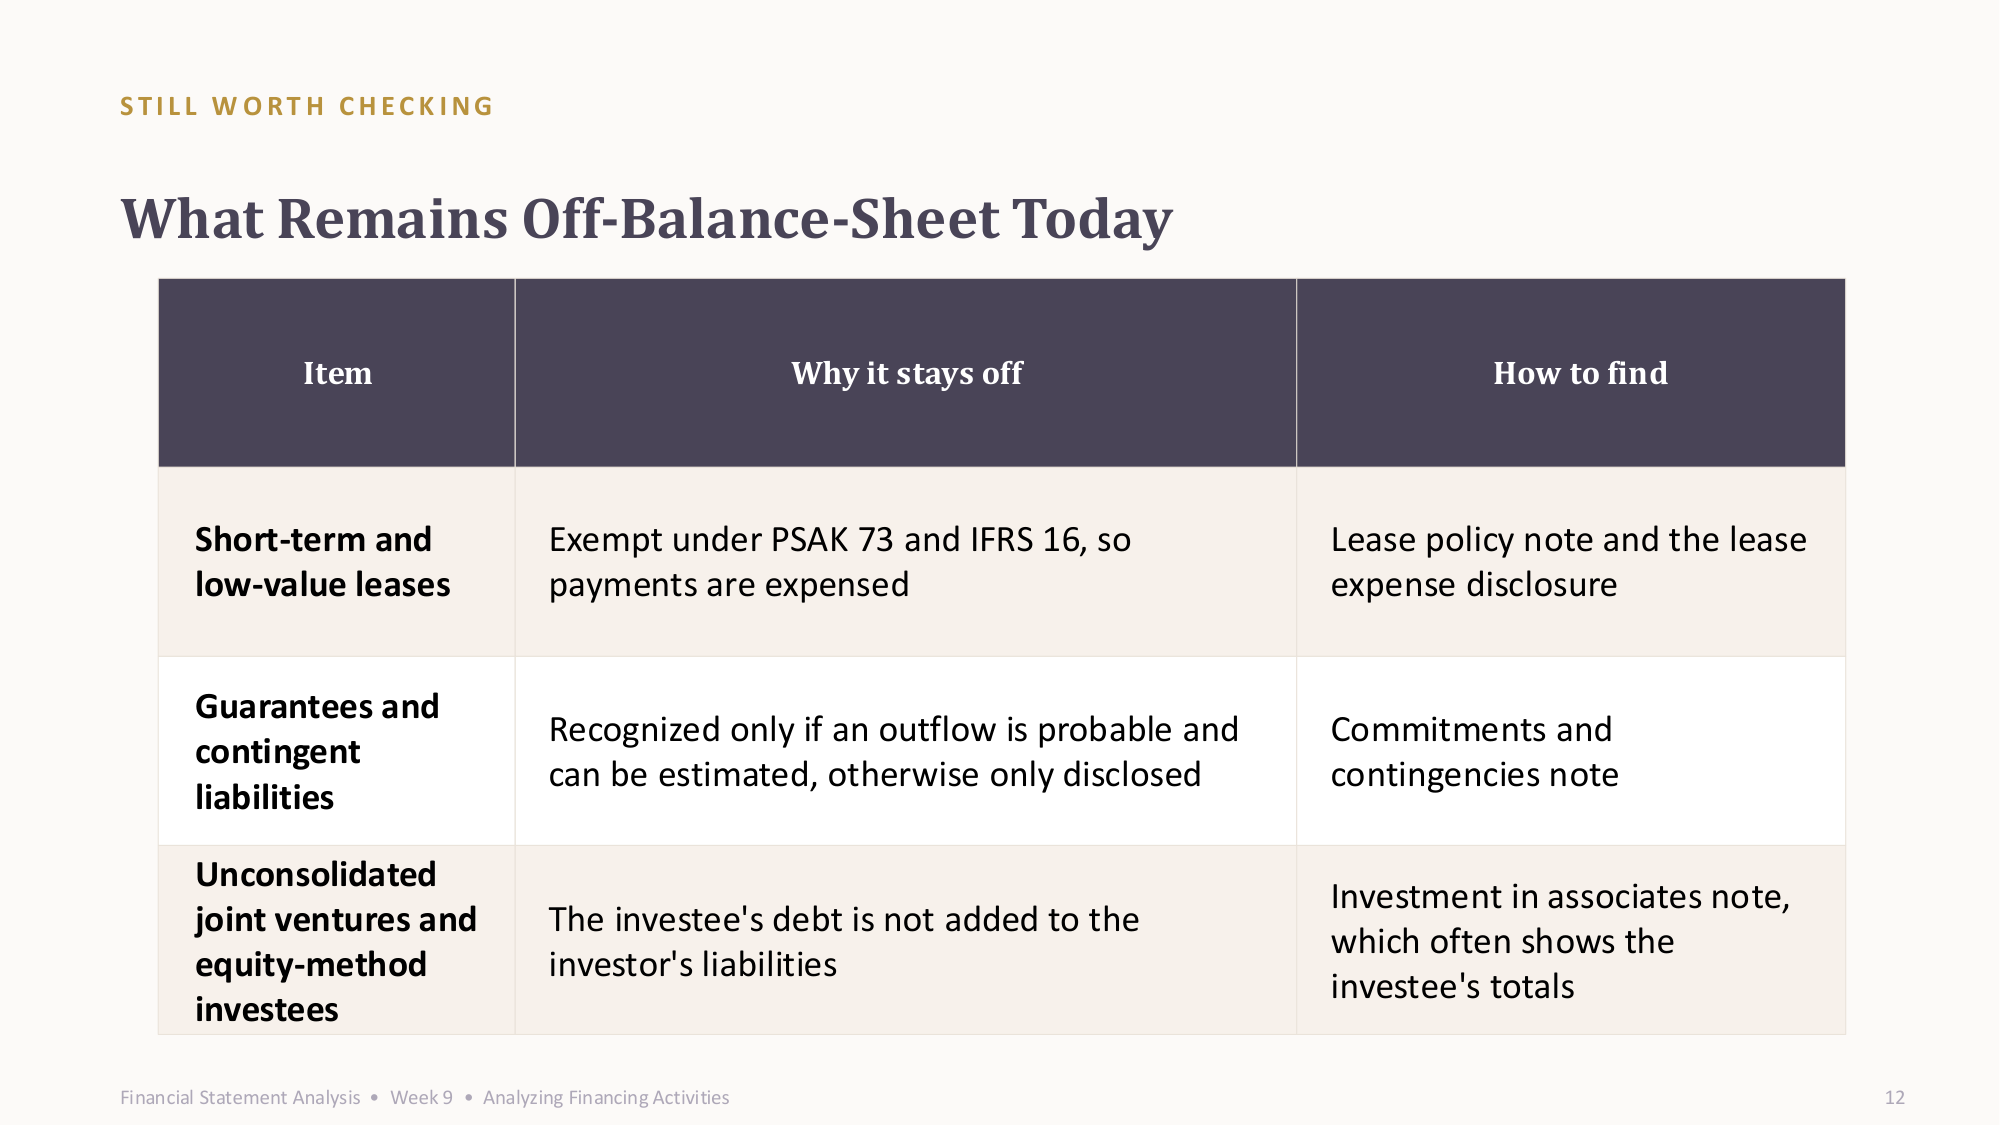 STILL WORTH CHECKING
What Remains Off-Balance-Sheet Today
Item
Why it stays off
How to find
Short-term and
low-value leases
Exempt under PSAK 73 and IFRS 16, so
payments are expensed
Lease policy note and the lease
expense disclosure
Guarantees and
contingent
liabilities
Recognized only if an outflow is probable and
can be estimated, otherwise only disclosed
Commitments and
contingencies note
Unconsolidated
joint ventures and
equity-method
investees
The investee's debt is not added to the
investor's liabilities
Investment in associates note,
which often shows the
investee's totals
Financial Statement Analysis • Week 9 • Analyzing Financing Activities
12